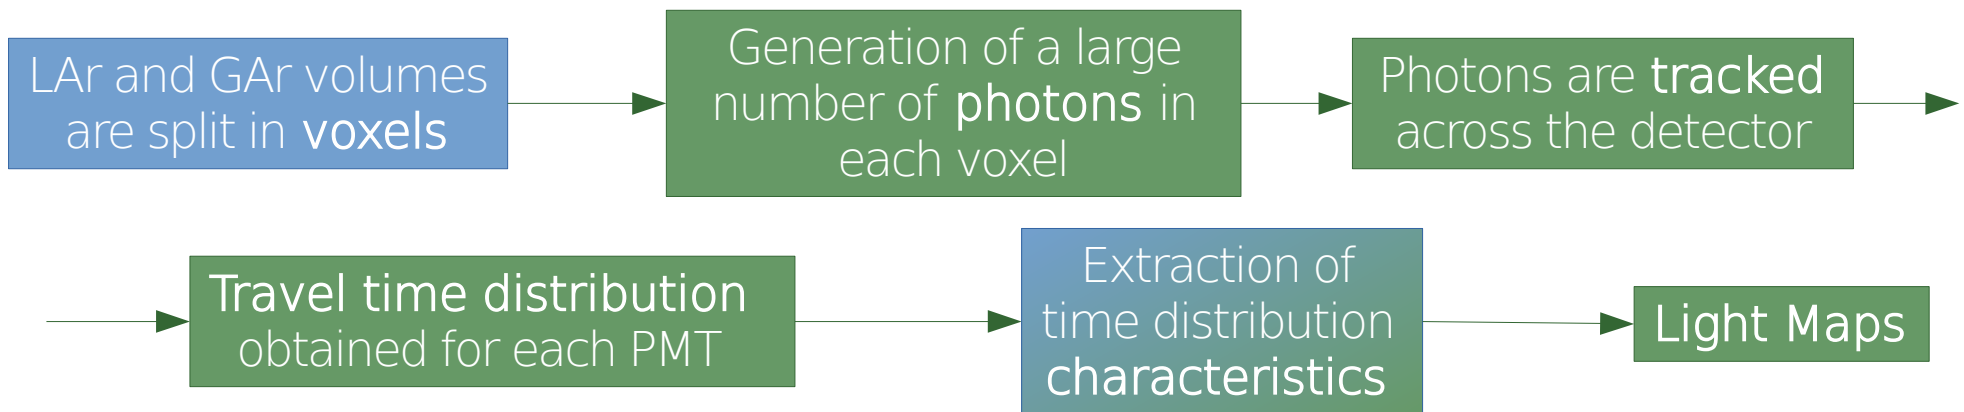 LAr and GAr volumes
are split in voxels
Generation of a large
number of photons in
each voxel
Photons are tracked
across the detector
Travel time distribution
obtained for each PMT
Extraction of
time distribution
characteristics
Light Maps